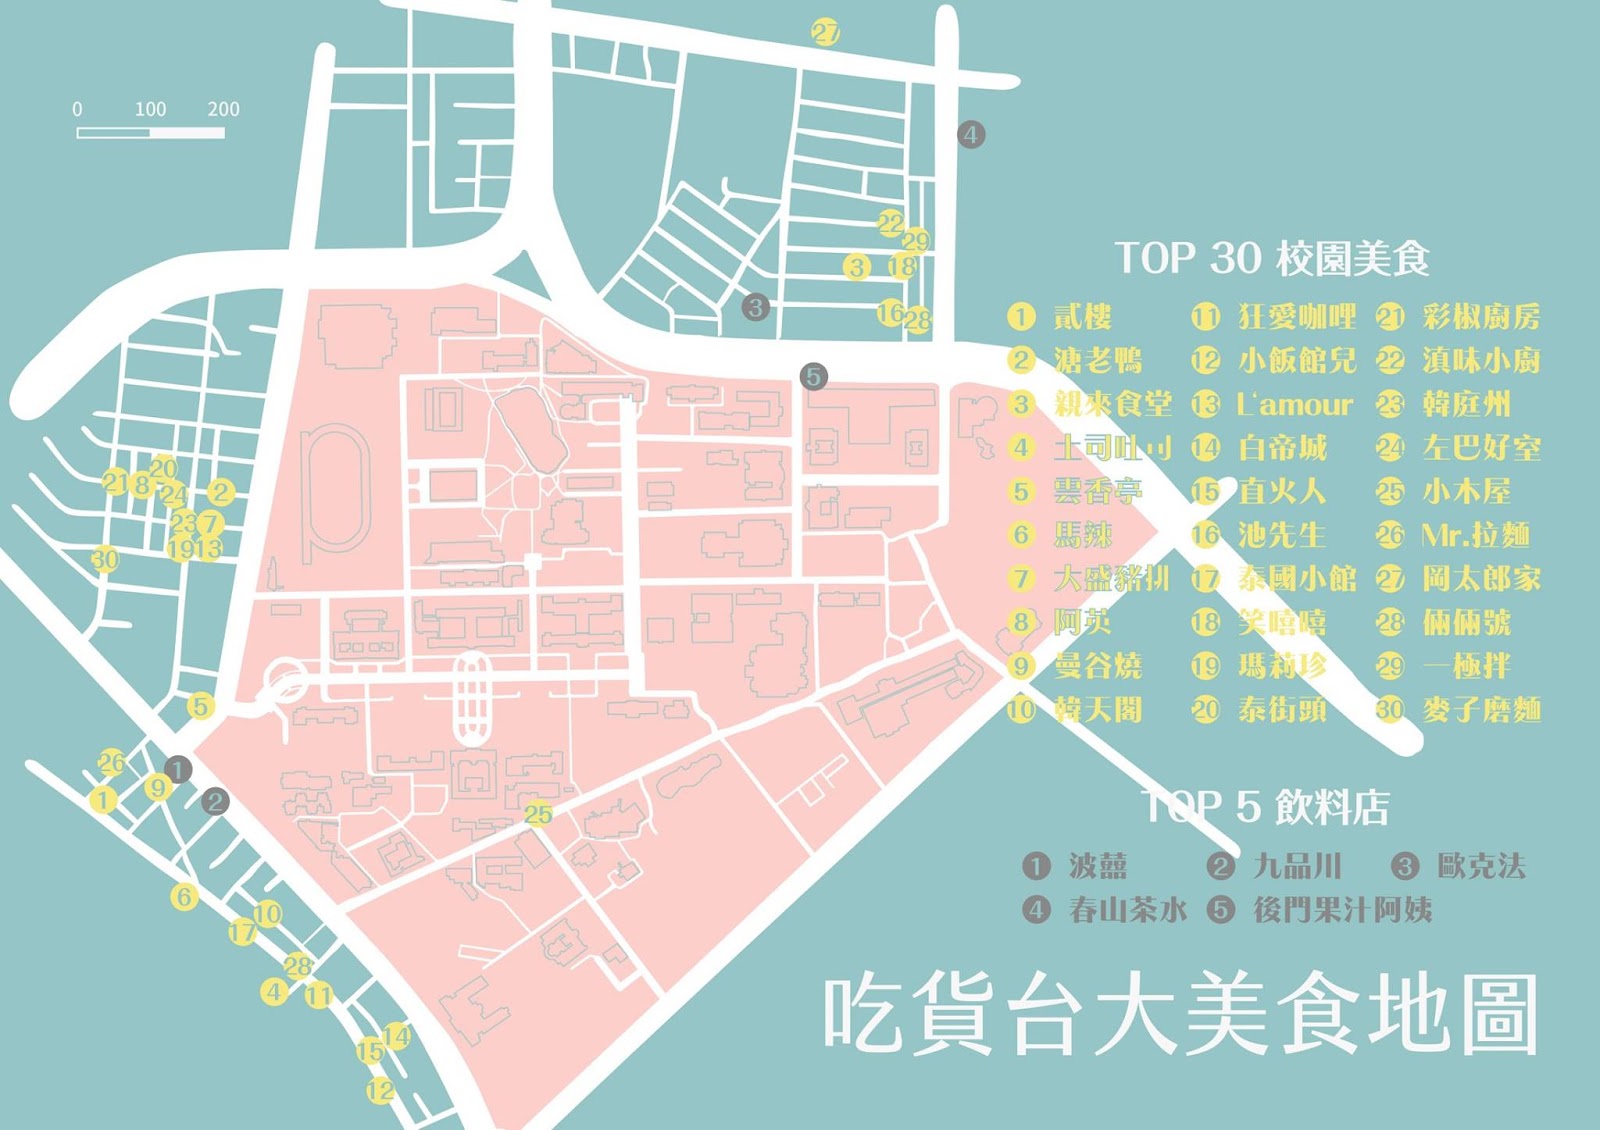 0 100 200
27
4
22
29
3
18
3
16
28
5
20
21
8
24
2
23
7
19
13
30
5
26
1
9
1
2
25
6
10
17
28
4
11
14
15
12
TOP 30 校園美食
1 貳樓 11 狂愛咖哩 21 彩椒廚房
2 溏老鴨 12 小飯館兒 22 滇味小廚
3 親來食堂 13 L'amour 23 韓庭州
4 士司吐司 14 白帝城 24 左巴好室
5 雲香亭 15 直火人 25 小木屋
6 馬辣 16 池先生 26 Mr.拉麵
7 大盛豬排 17 泰國小館 27 岡太郎家
8 阿英 18 笑嘻嘻 28 倆倆號
9 曼谷燒 19 瑪莉珍 29 一極拌
10 韓天閣 20 泰街頭 30 麥子磨麵
TOP 5 飲料店
1 波囍 2 九品川 3 歐克法
4 春山茶水 5 後門果汁阿姨
吃貨台大美食地圖